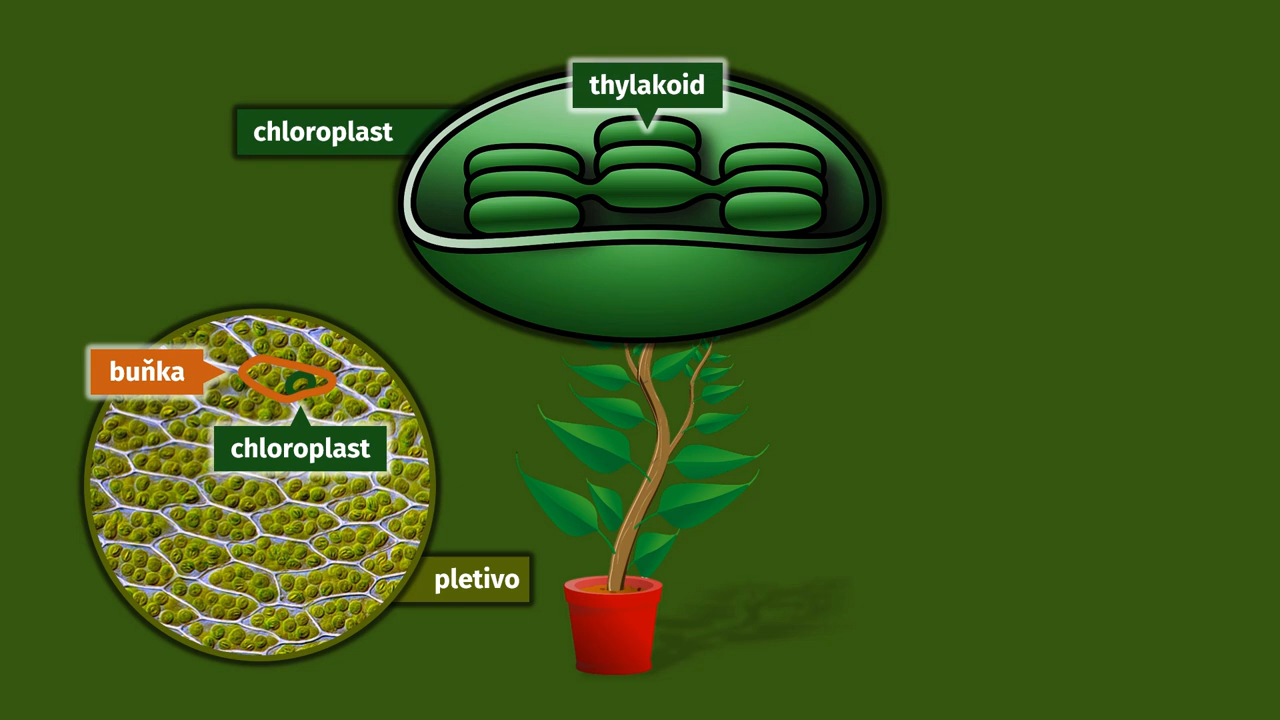 thylakoid
chloroplast
buňka
chloroplast
pletivo